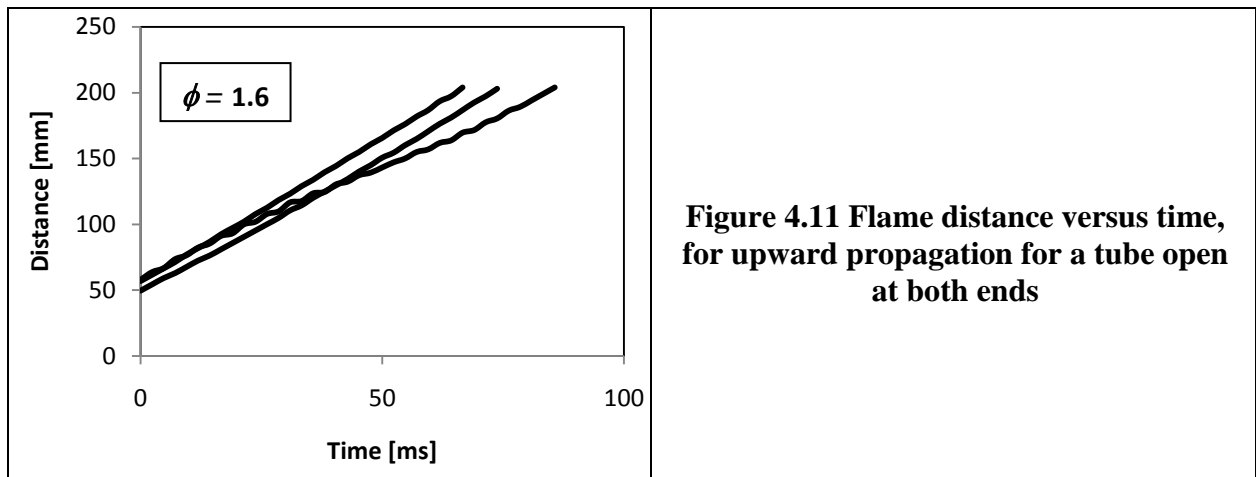 250
200
150
100
50
0
Distance [mm]
ϕ = 1.6
0 50 100
Time [ms]
Figure 4.11 Flame distance versus time,
for upward propagation for a tube open
at both ends